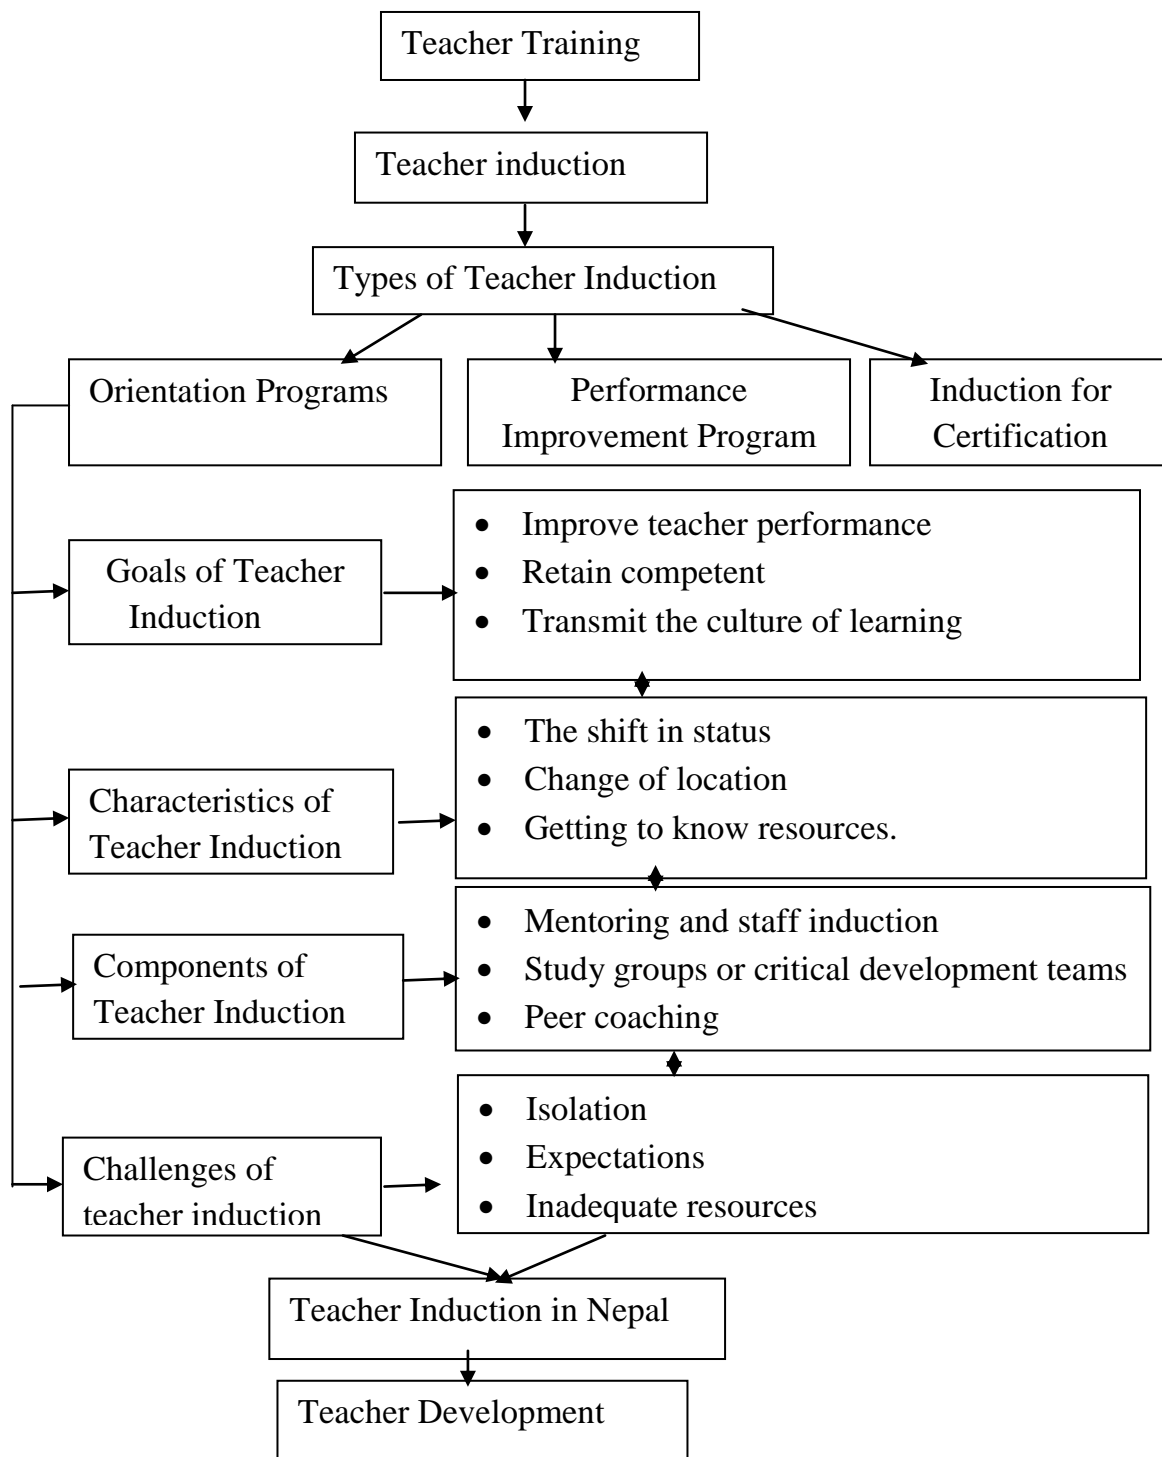 Teacher Training
Teacher induction
Types of Teacher Induction
Orientation Programs
Performance
Improvement Program
Induction for
Certification
Goals of Teacher
Induction
• Improve teacher performance
• Retain competent
• Transmit the culture of learning
Characteristics of
Teacher Induction
• The shift in status
• Change of location
• Getting to know resources.
Components of
Teacher Induction
• Mentoring and staff induction
• Study groups or critical development teams
• Peer coaching
Challenges of
teacher induction
• Isolation
• Expectations
• Inadequate resources
Teacher Induction in Nepal
Teacher Development